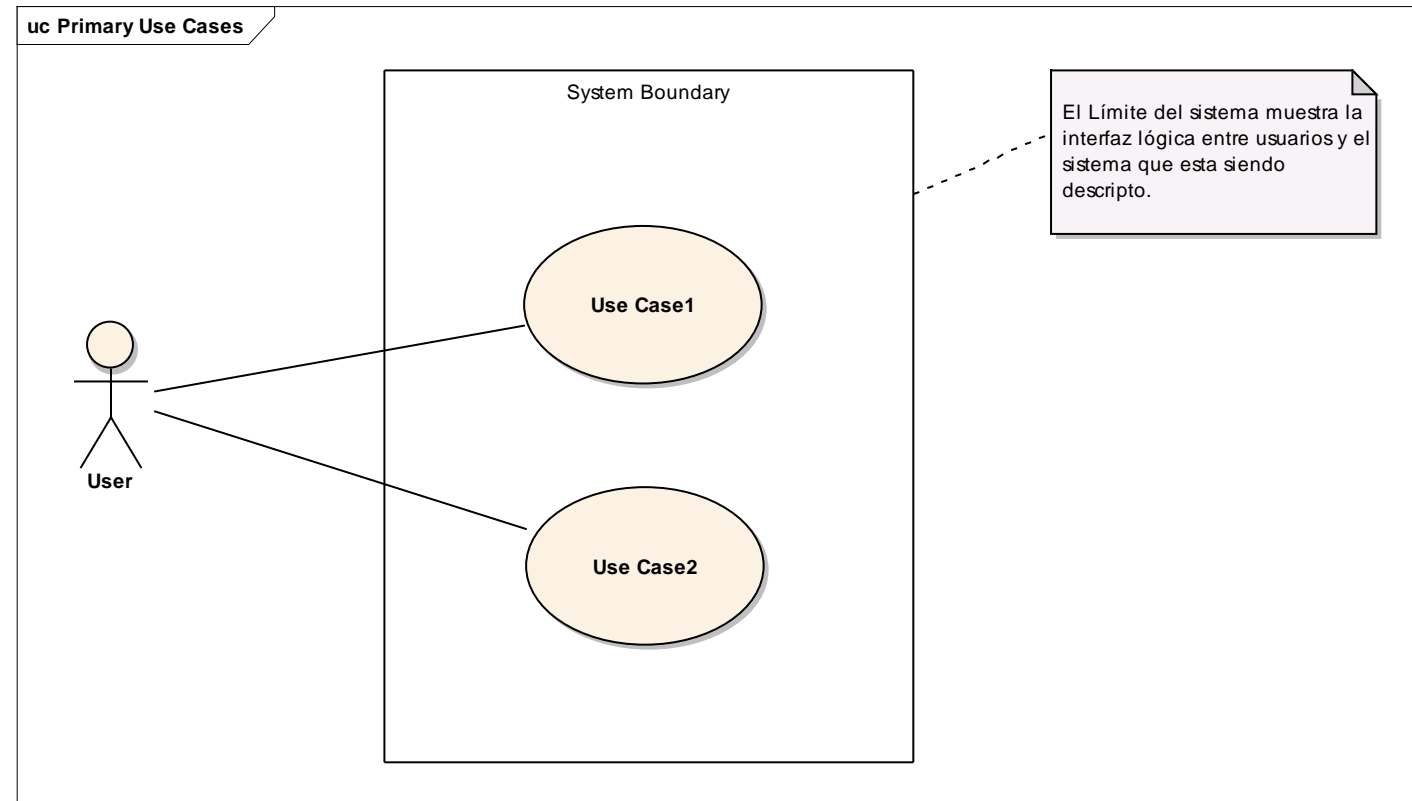 uc Primary Use Cases
System Boundary
El Límite del sistema muestra la
interfaz lógica entre usuarios y el
sistema que esta siendo
descripto.
Use Case1
User
Use Case2